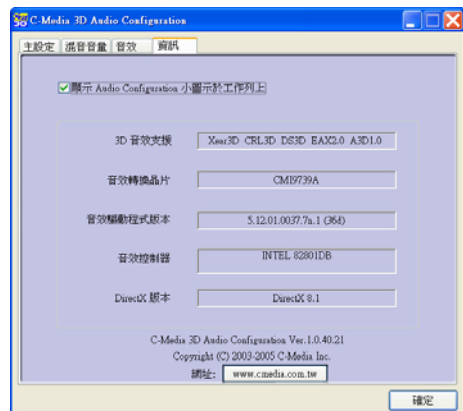 C-Media 3D Audio Configuration
主設定 混音音量 音效 資訊
顯示 Audio Configuration 小圖示於工作列上
3D 音效支援 Xear3D CRL3D DS3D EAX2.0 A3D1.0
音效轉換晶片 CMI9739A
音效驅動程式版本 5.12.01.0037.7a.1 (36d)
音效控制器 INTEL 82801DB
DirectX 版本 DirectX 8.1
C-Media 3D Audio Configuration Ver.1.0.40.21
Copyright (C) 2003-2005 C-Media Inc.
網址: www.cmedia.com.tw
確定